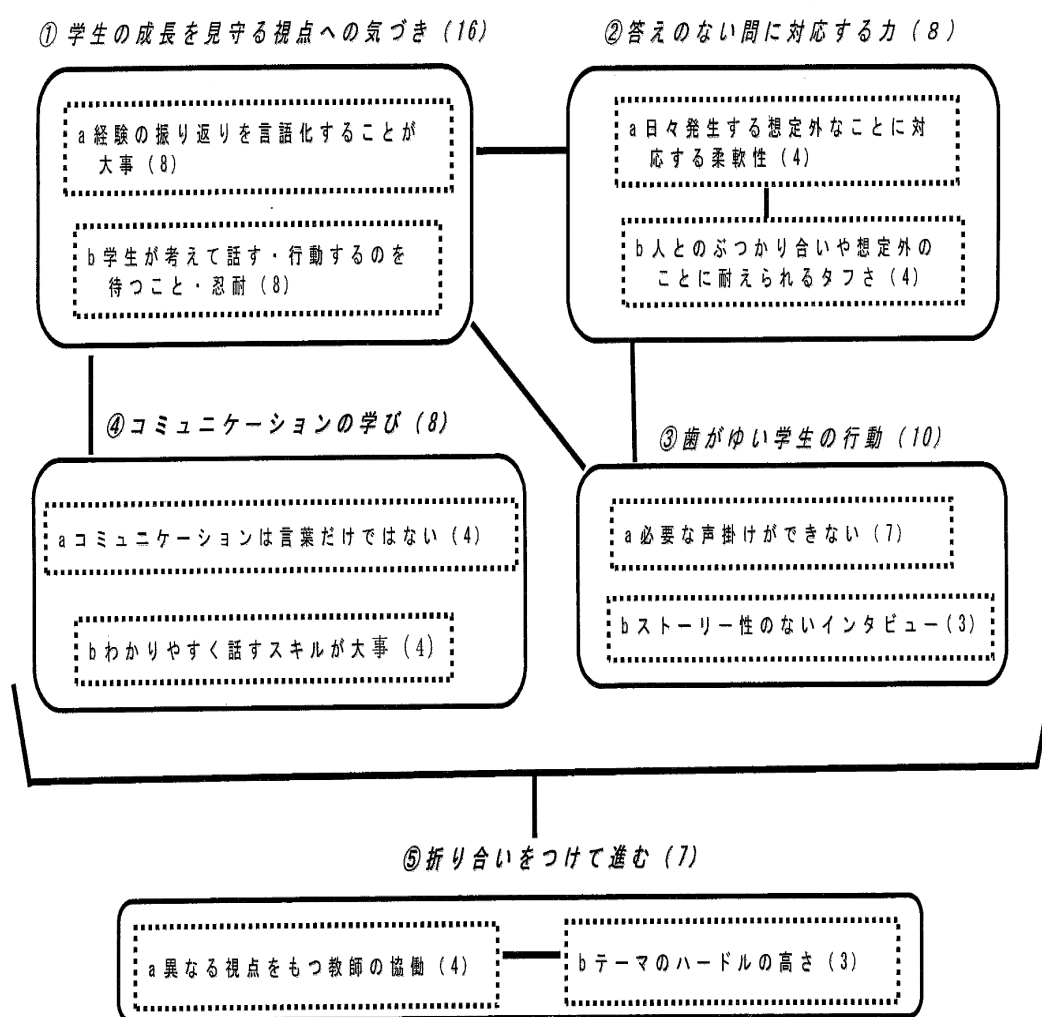 ① 学生の成長を見守る視点への気づき (16)
②答えのない問に対応する力 (8)
a経験の振り返りを言語化することが
大事 (8)
b学生が考えて話す・行動するのを
待つこと・忍耐 (8)
a日々発生する想定外なことに対
応する柔軟性 (4)
b人とのぶつかり合いや想定外の
ことに耐えられるタフさ (4)
④コミュニケーションの学び (8)
③歯がゆい学生の行動 (10)
aコミュニケーションは言葉だけではない (4)
bわかりやすく話すスキルが大事 (4)
a必要な声掛けができない (7)
bストーリー性のないインタビュー(3)
⑤折り合いをつけて進む (7)
a異なる視点をもつ教師の協働 (4)
bテーマのハードルの高さ (3)